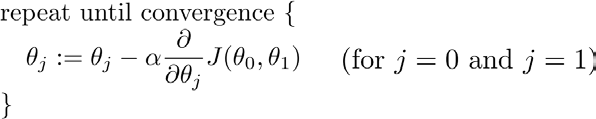 repeat until convergence {
θ_j := θ_j − α ∂/∂θ_j J(θ_0, θ_1) (for j = 0 and j = 1)
}